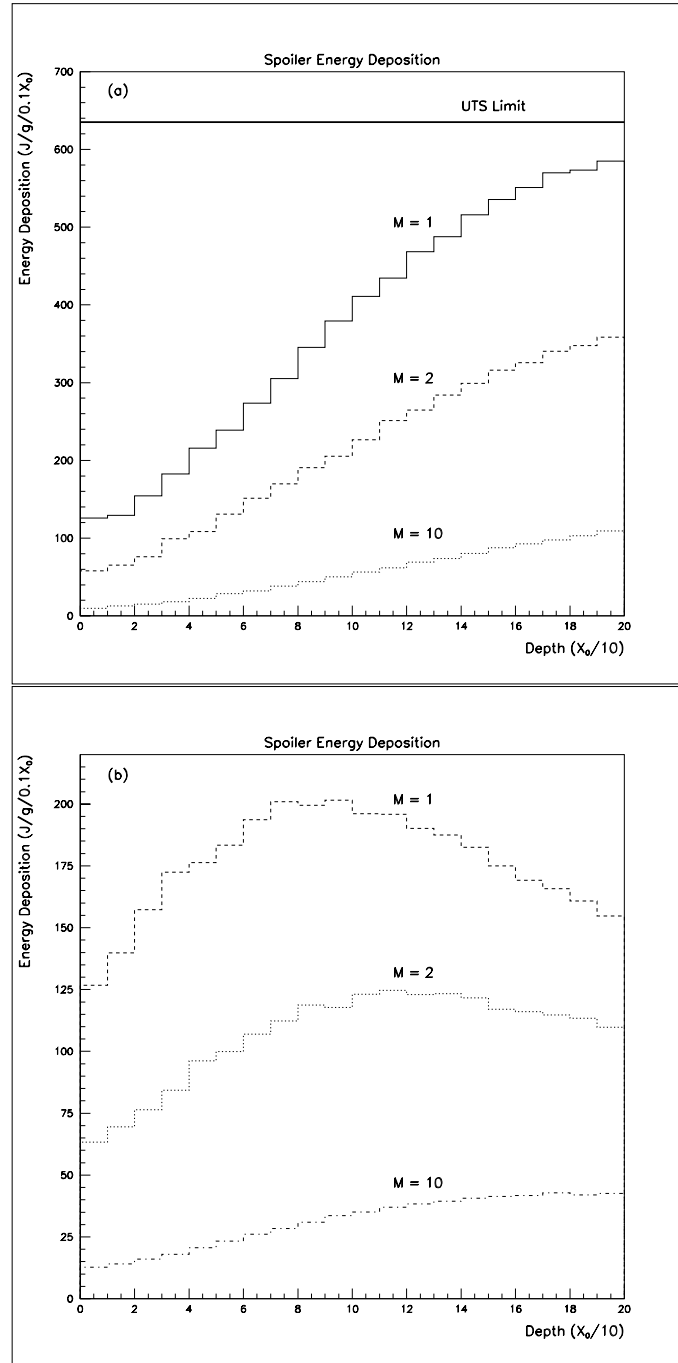 Spoiler Energy Deposition
Energy Deposition (J/g/0.1X₀)
700
600
500
400
300
200
100
0
(a)
UTS Limit
M = 1
M = 2
M = 10
0 2 4 6 8 10 12 14 16 18 20
Depth (X₀/10)
Spoiler Energy Deposition
Energy Deposition (J/g/0.1X₀)
200
175
150
125
100
75
50
25
0
(b)
M = 1
M = 2
M = 10
0 2 4 6 8 10 12 14 16 18 20
Depth (X₀/10)